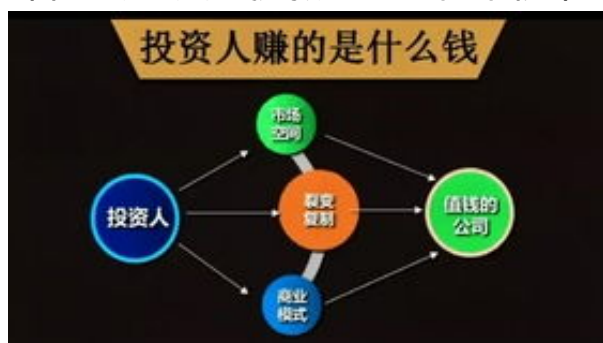 投资人赚的是什么钱
市场
空间
投资人
裂变
复制
值钱的
公司
商业
模式